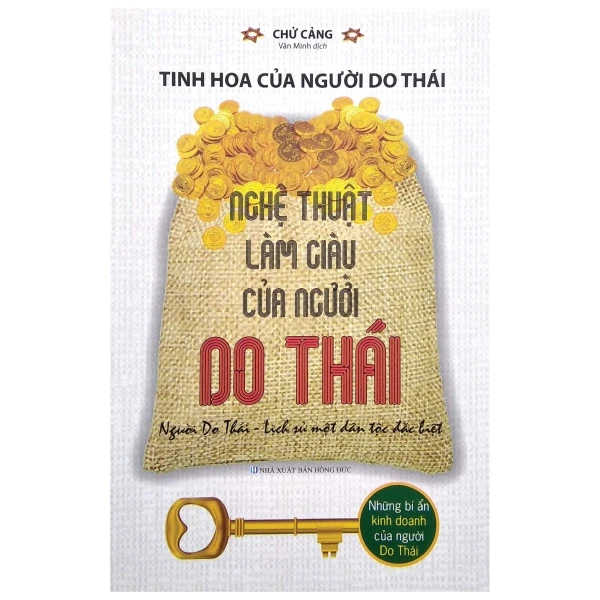 CHỬ CẢNG
Vân Minh dịch
TINH HOA CỦA NGƯỜI DO THÁI
NGHỆ THUẬT
LÀM GIÀU
CỦA NGƯỜI
DO THÁI
Người Do Thái - Lịch sử một dân tộc đặc biệt
NHÀ XUẤT BẢN HỒNG ĐỨC
Những bí ẩn
kinh doanh
của người
Do Thái